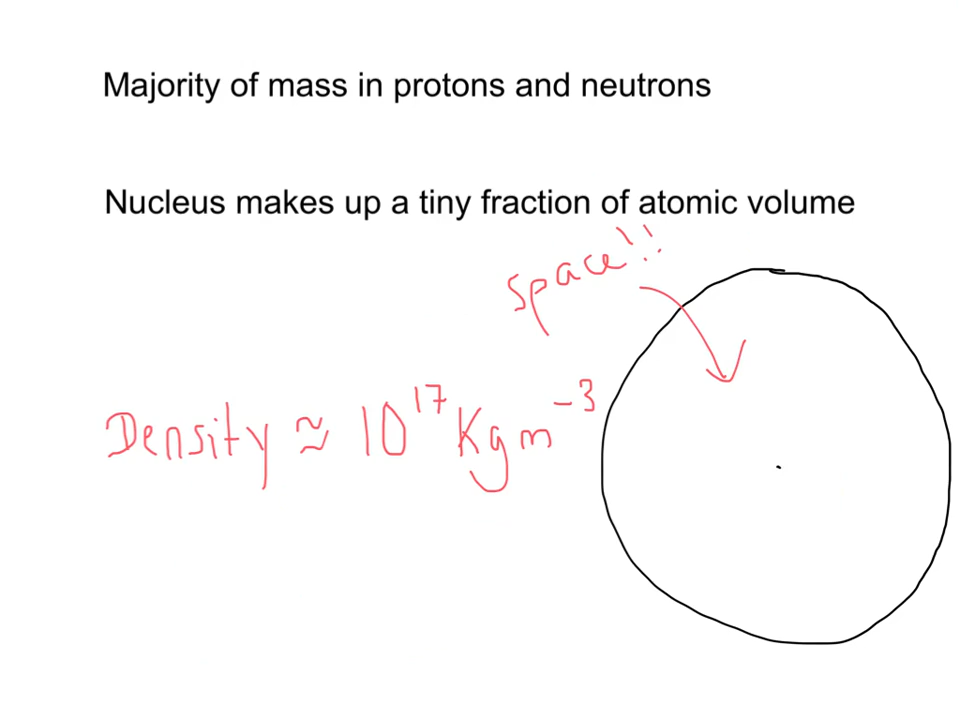 Majority of mass in protons and neutrons
Nucleus makes up a tiny fraction of atomic volume
Space!!
Density ≈ 10¹⁷ Kgm⁻³